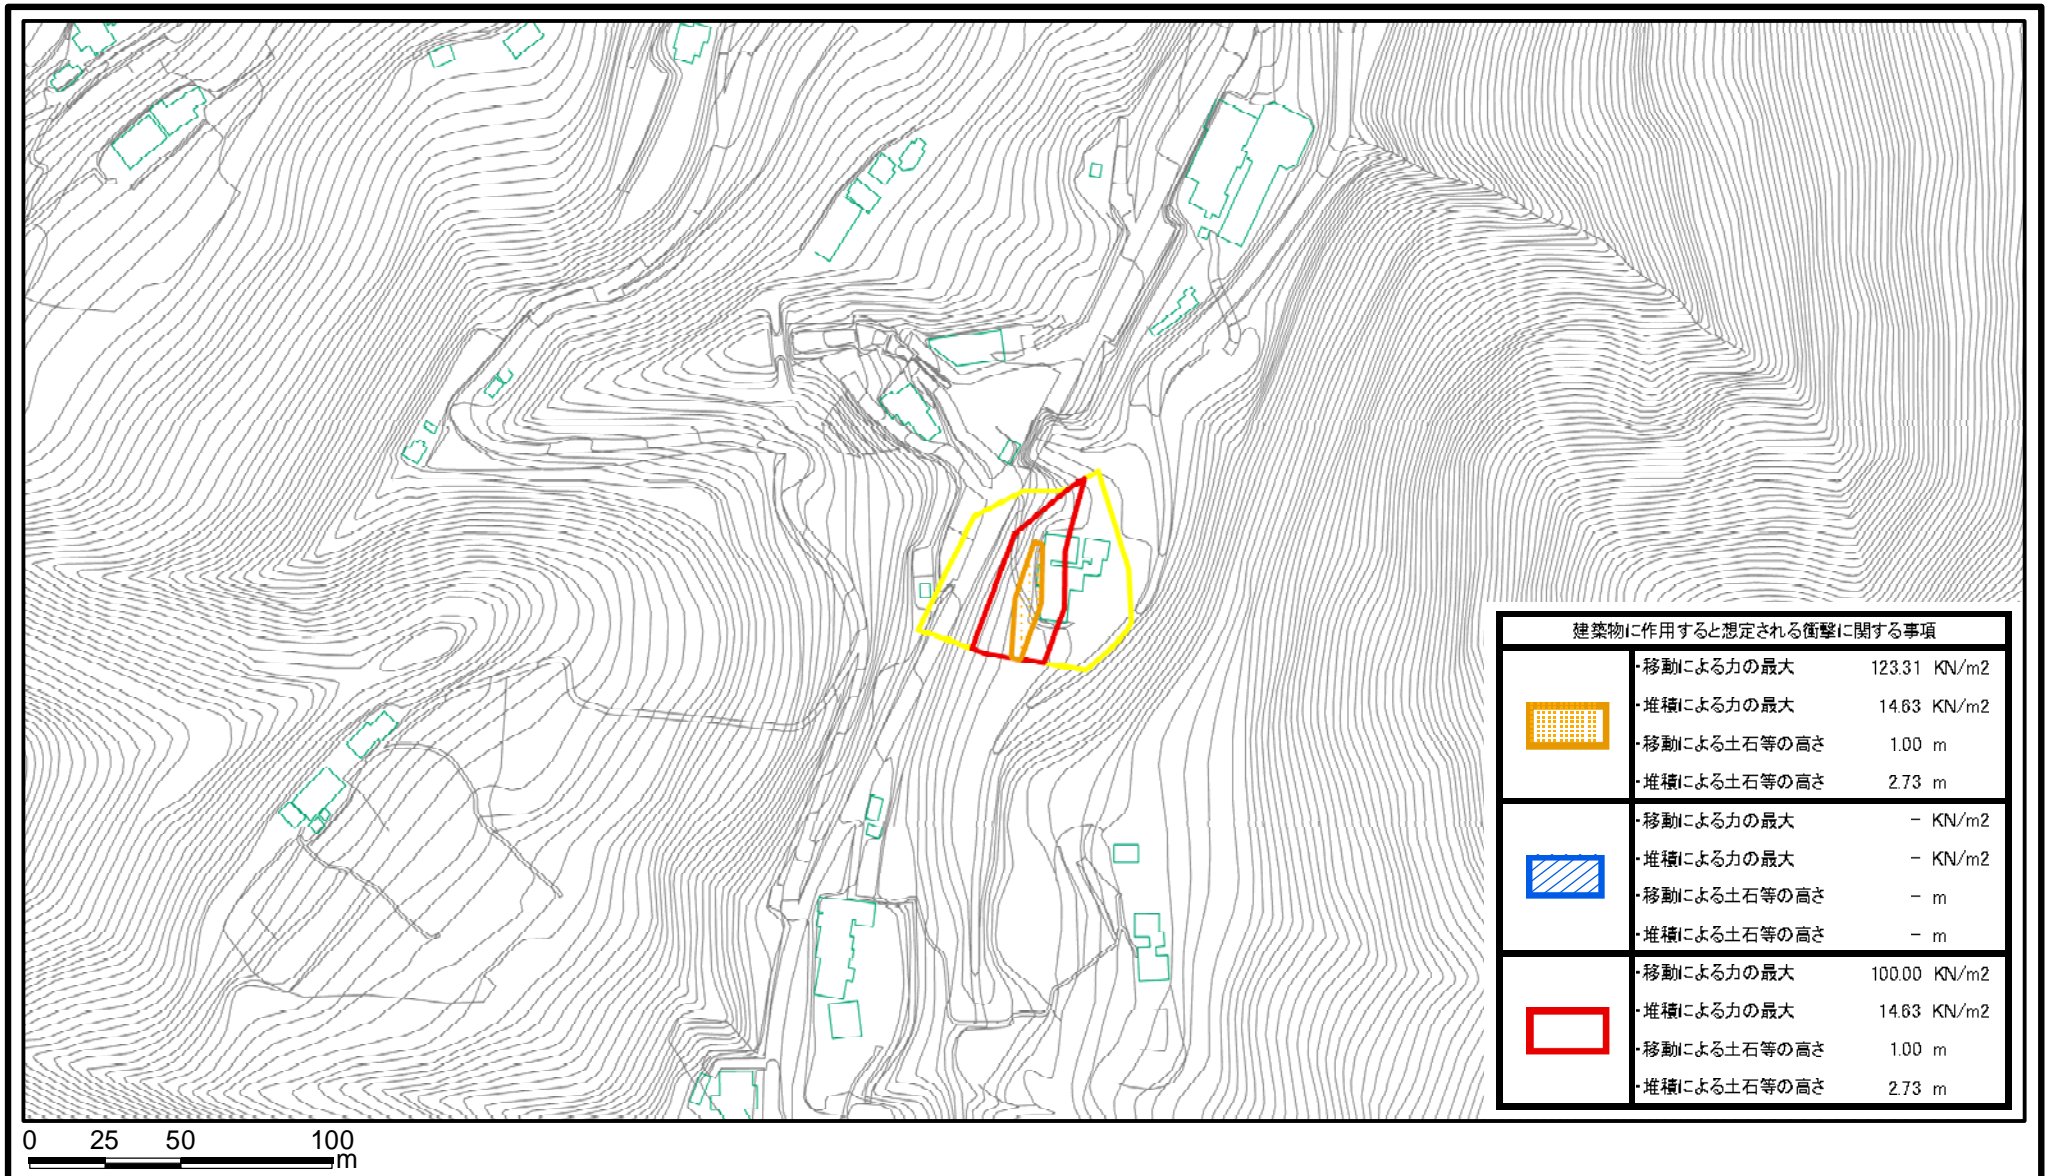 建築物に作用すると想定される衝撃に関する事項
・移動による力の最大 123.31 KN/m2
・堆積による力の最大 14.63 KN/m2
・移動による土石等の高さ 1.00 m
・堆積による土石等の高さ 2.73 m
・移動による力の最大 − KN/m2
・堆積による力の最大 − KN/m2
・移動による土石等の高さ − m
・堆積による土石等の高さ − m
・移動による力の最大 100.00 KN/m2
・堆積による力の最大 14.63 KN/m2
・移動による土石等の高さ 1.00 m
・堆積による土石等の高さ 2.73 m
0 25 50 100
m